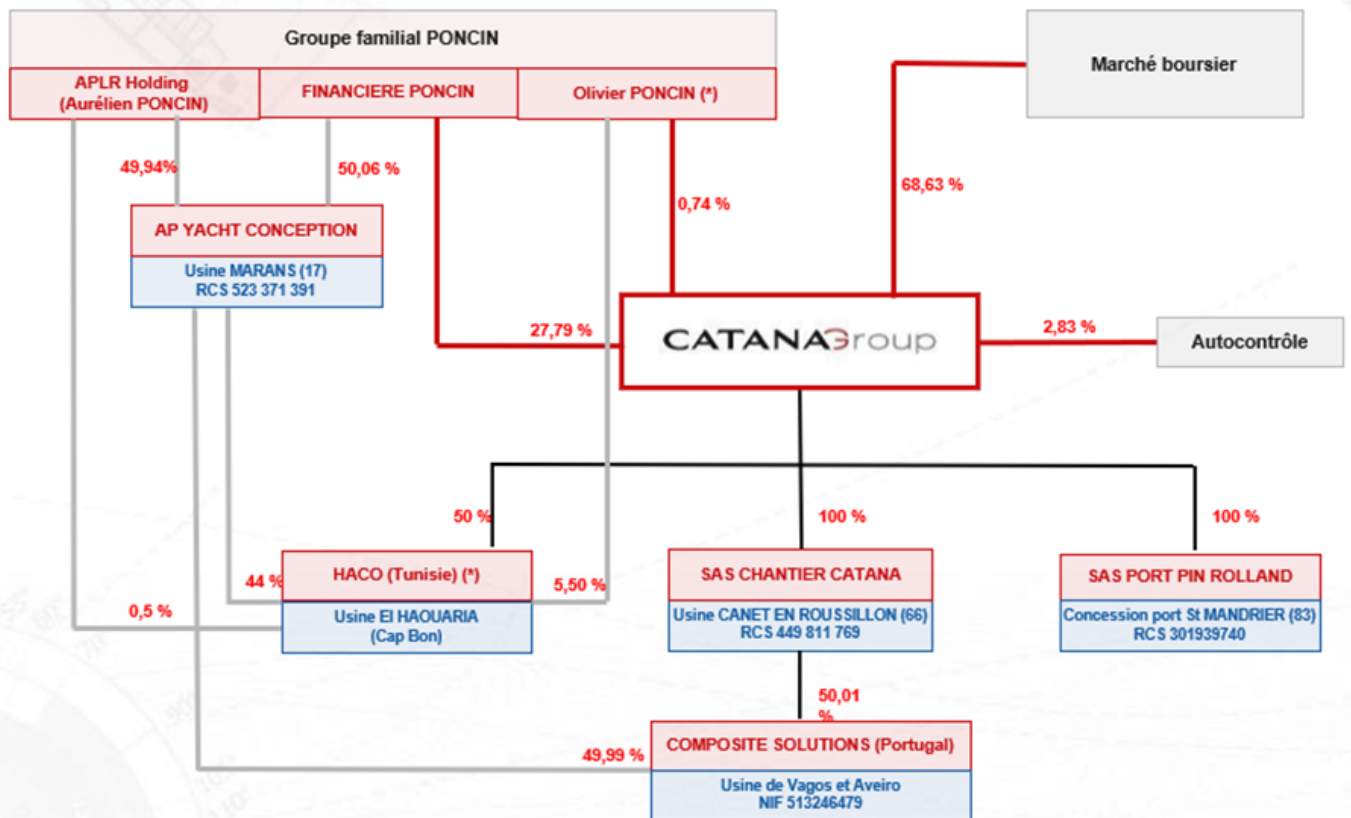 Groupe familial PONCIN
Marché boursier
APLR Holding
(Aurélien PONCIN)
FINANCIERE PONCIN
Olivier PONCIN (*)
49,94%
50,06 %
0,74 %
68,63 %
AP YACHT CONCEPTION
Usine MARANS (17)
RCS 523 371 391
27,79 %
CATANAGroup
2,83 %
Autocontrôle
50 %
100 %
100 %
HACO (Tunisie) (*)
Usine El HAOUARIA
(Cap Bon)
44 %
5,50 %
0,5 %
SAS CHANTIER CATANA
Usine CANET EN ROUSSILLON (66)
RCS 449 811 769
SAS PORT PIN ROLLAND
Concession port St MANDRIER (83)
RCS 301939740
50,01
%
49,99 %
COMPOSITE SOLUTIONS (Portugal)
Usine de Vagos et Aveiro
NIF 513246479